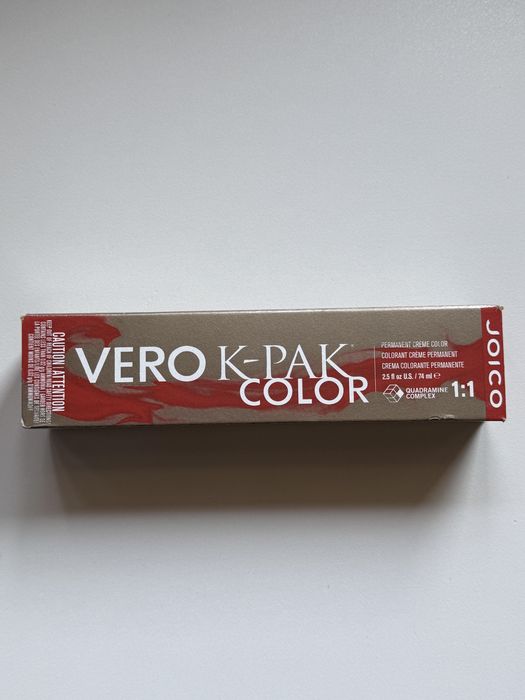 CAUTION ATTENTION
VERO K-PAK
COLOR
PERMANENT CRÈME COLOR
COLORANT CRÈME PERMANENT
CREMA COLORANTE PERMANENTE
2.5 fl oz U.S. / 74 ml ℮
QUADRAMINE
COMPLEX
1:1
JOICO